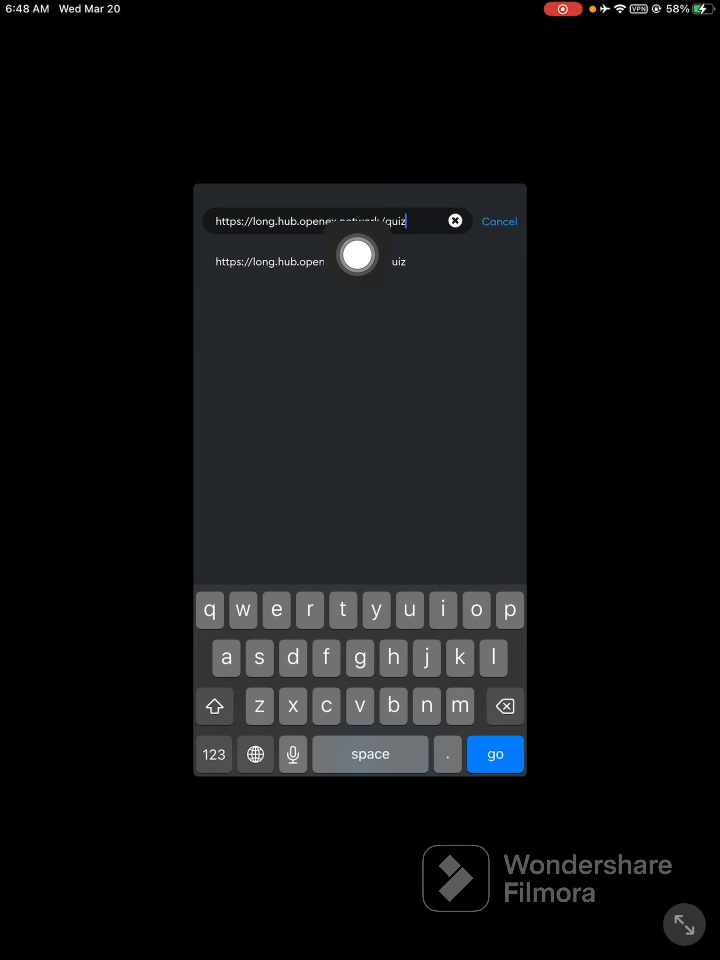 6:48 AM Wed Mar 20
VPN 58%
https://long.hub.openex.network/quiz
Cancel
https://long.hub.open uiz
q w e r t y u i o p
a s d f g h j k l
z x c v b n m
123 space . go
Wondershare
Filmora